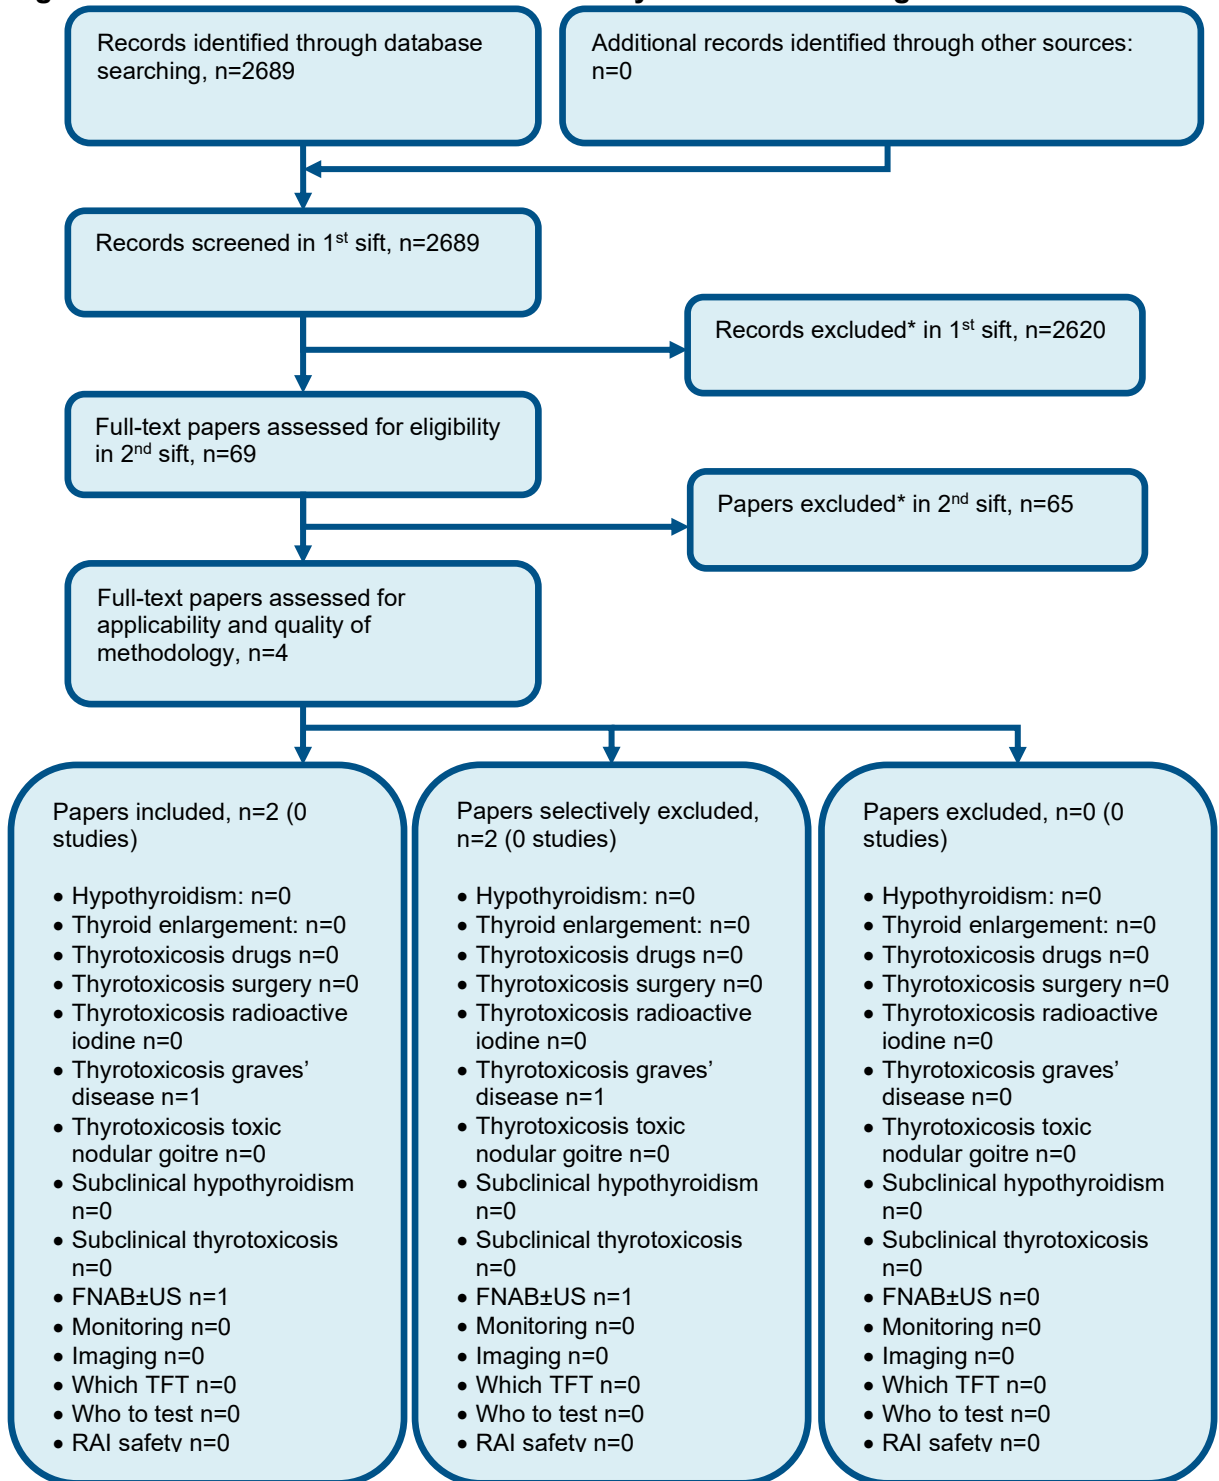 Records identified through database
searching, n=2689
Additional records identified through other sources:
n=0
Records screened in 1st sift, n=2689
Records excluded* in 1st sift, n=2620
Full-text papers assessed for eligibility
in 2nd sift, n=69
Papers excluded* in 2nd sift, n=65
Full-text papers assessed for
applicability and quality of
methodology, n=4
Papers included, n=2 (0
studies)
• Hypothyroidism: n=0
• Thyroid enlargement: n=0
• Thyrotoxicosis drugs n=0
• Thyrotoxicosis surgery n=0
• Thyrotoxicosis radioactive
iodine n=0
• Thyrotoxicosis graves’
disease n=1
• Thyrotoxicosis toxic
nodular goitre n=0
• Subclinical hypothyroidism
n=0
• Subclinical thyrotoxicosis
n=0
• FNAB±US n=1
• Monitoring n=0
• Imaging n=0
• Which TFT n=0
• Who to test n=0
• RAI safety n=0
Papers selectively excluded,
n=2 (0 studies)
• Hypothyroidism: n=0
• Thyroid enlargement: n=0
• Thyrotoxicosis drugs n=0
• Thyrotoxicosis surgery n=0
• Thyrotoxicosis radioactive
iodine n=0
• Thyrotoxicosis graves’
disease n=1
• Thyrotoxicosis toxic
nodular goitre n=0
• Subclinical hypothyroidism
n=0
• Subclinical thyrotoxicosis
n=0
• FNAB±US n=1
• Monitoring n=0
• Imaging n=0
• Which TFT n=0
• Who to test n=0
• RAI safety n=0
Papers excluded, n=0 (0
studies)
• Hypothyroidism: n=0
• Thyroid enlargement: n=0
• Thyrotoxicosis drugs n=0
• Thyrotoxicosis surgery n=0
• Thyrotoxicosis radioactive
iodine n=0
• Thyrotoxicosis graves’
disease n=0
• Thyrotoxicosis toxic
nodular goitre n=0
• Subclinical hypothyroidism
n=0
• Subclinical thyrotoxicosis
n=0
• FNAB±US n=0
• Monitoring n=0
• Imaging n=0
• Which TFT n=0
• Who to test n=0
• RAI safety n=0